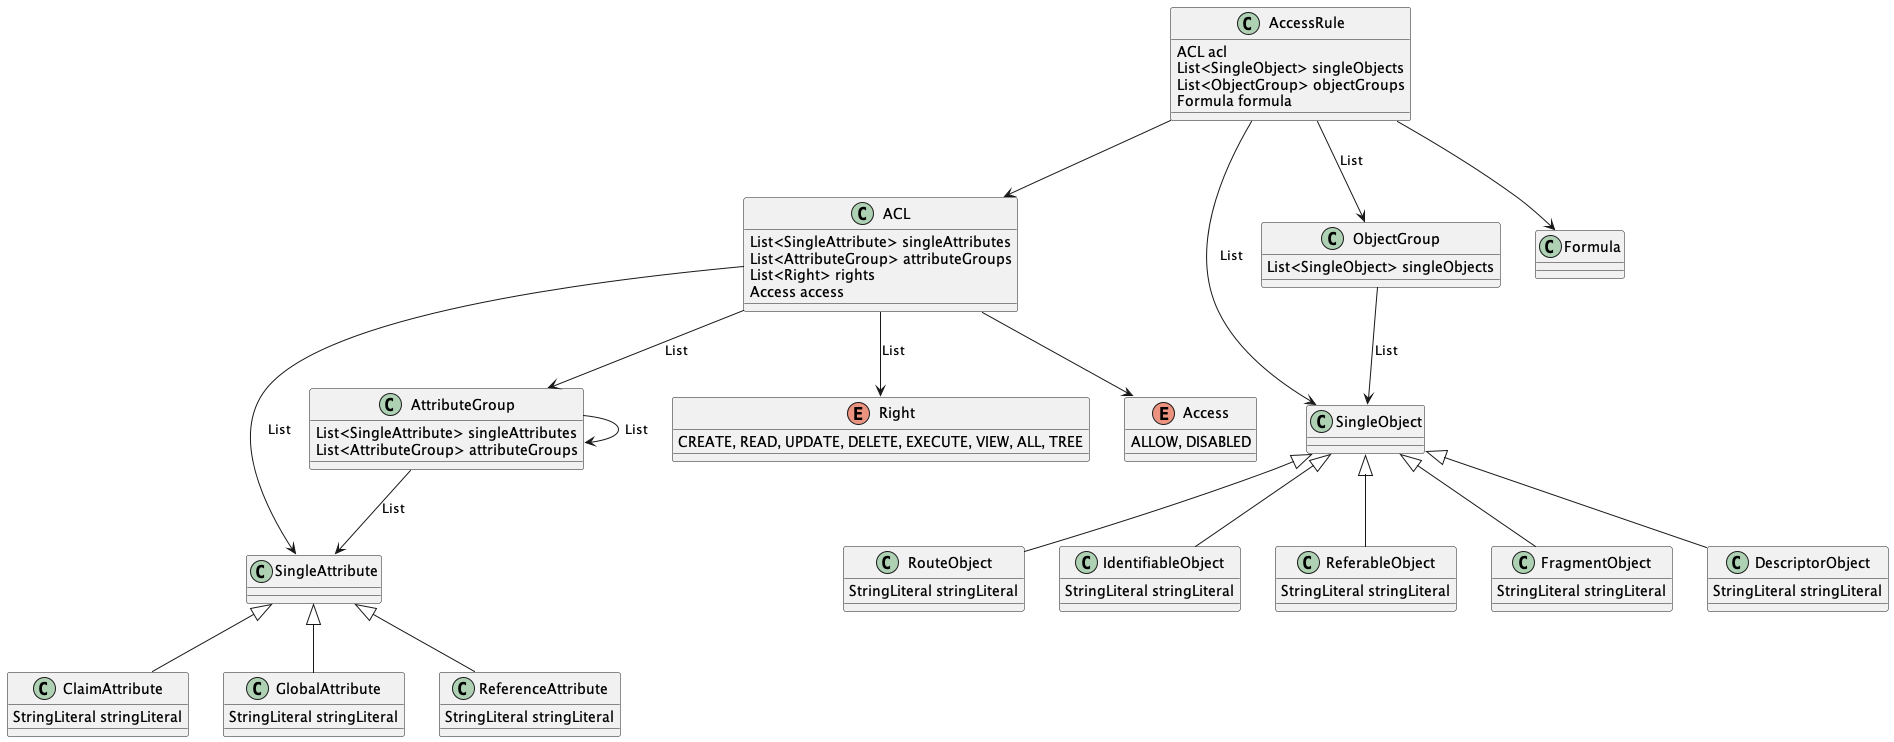 C AccessRule
ACL acl
List<SingleObject> singleObjects
List<ObjectGroup> objectGroups
Formula formula
List
List
C ACL
List<SingleAttribute> singleAttributes
List<AttributeGroup> attributeGroups
List<Right> rights
Access access
C ObjectGroup
List<SingleObject> singleObjects
C Formula
List
List
List
List
C AttributeGroup
List<SingleAttribute> singleAttributes
List<AttributeGroup> attributeGroups
List
E Right
CREATE, READ, UPDATE, DELETE, EXECUTE, VIEW, ALL, TREE
E Access
ALLOW, DISABLED
C SingleObject
List
C SingleAttribute
C RouteObject
StringLiteral stringLiteral
C IdentifiableObject
StringLiteral stringLiteral
C ReferableObject
StringLiteral stringLiteral
C FragmentObject
StringLiteral stringLiteral
C DescriptorObject
StringLiteral stringLiteral
C ClaimAttribute
StringLiteral stringLiteral
C GlobalAttribute
StringLiteral stringLiteral
C ReferenceAttribute
StringLiteral stringLiteral